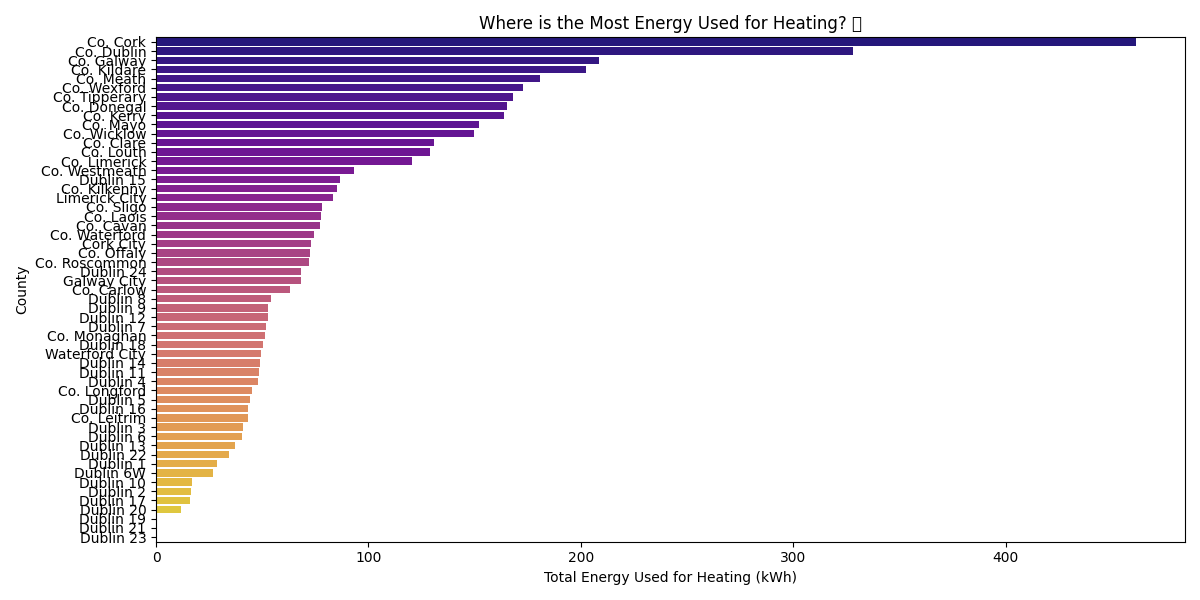 Where is the Most Energy Used for Heating?
Co. Cork
Co. Dublin
Co. Galway
Co. Kildare
Co. Meath
Co. Wexford
Co. Tipperary
Co. Donegal
Co. Kerry
Co. Mayo
Co. Wicklow
Co. Clare
Co. Louth
Co. Limerick
Co. Westmeath
Dublin 15
Co. Kilkenny
Limerick City
Co. Sligo
Co. Laois
Co. Cavan
Co. Waterford
Cork City
Co. Offaly
Co. Roscommon
Dublin 24
Galway City
Co. Carlow
Dublin 8
Dublin 9
Dublin 12
Dublin 7
Co. Monaghan
Dublin 18
Waterford City
Dublin 14
Dublin 11
Dublin 4
Co. Longford
Dublin 5
Dublin 16
Co. Leitrim
Dublin 3
Dublin 6
Dublin 13
Dublin 22
Dublin 1
Dublin 6W
Dublin 10
Dublin 2
Dublin 17
Dublin 20
Dublin 19
Dublin 21
Dublin 23
County
0 100 200 300 400
Total Energy Used for Heating (kWh)